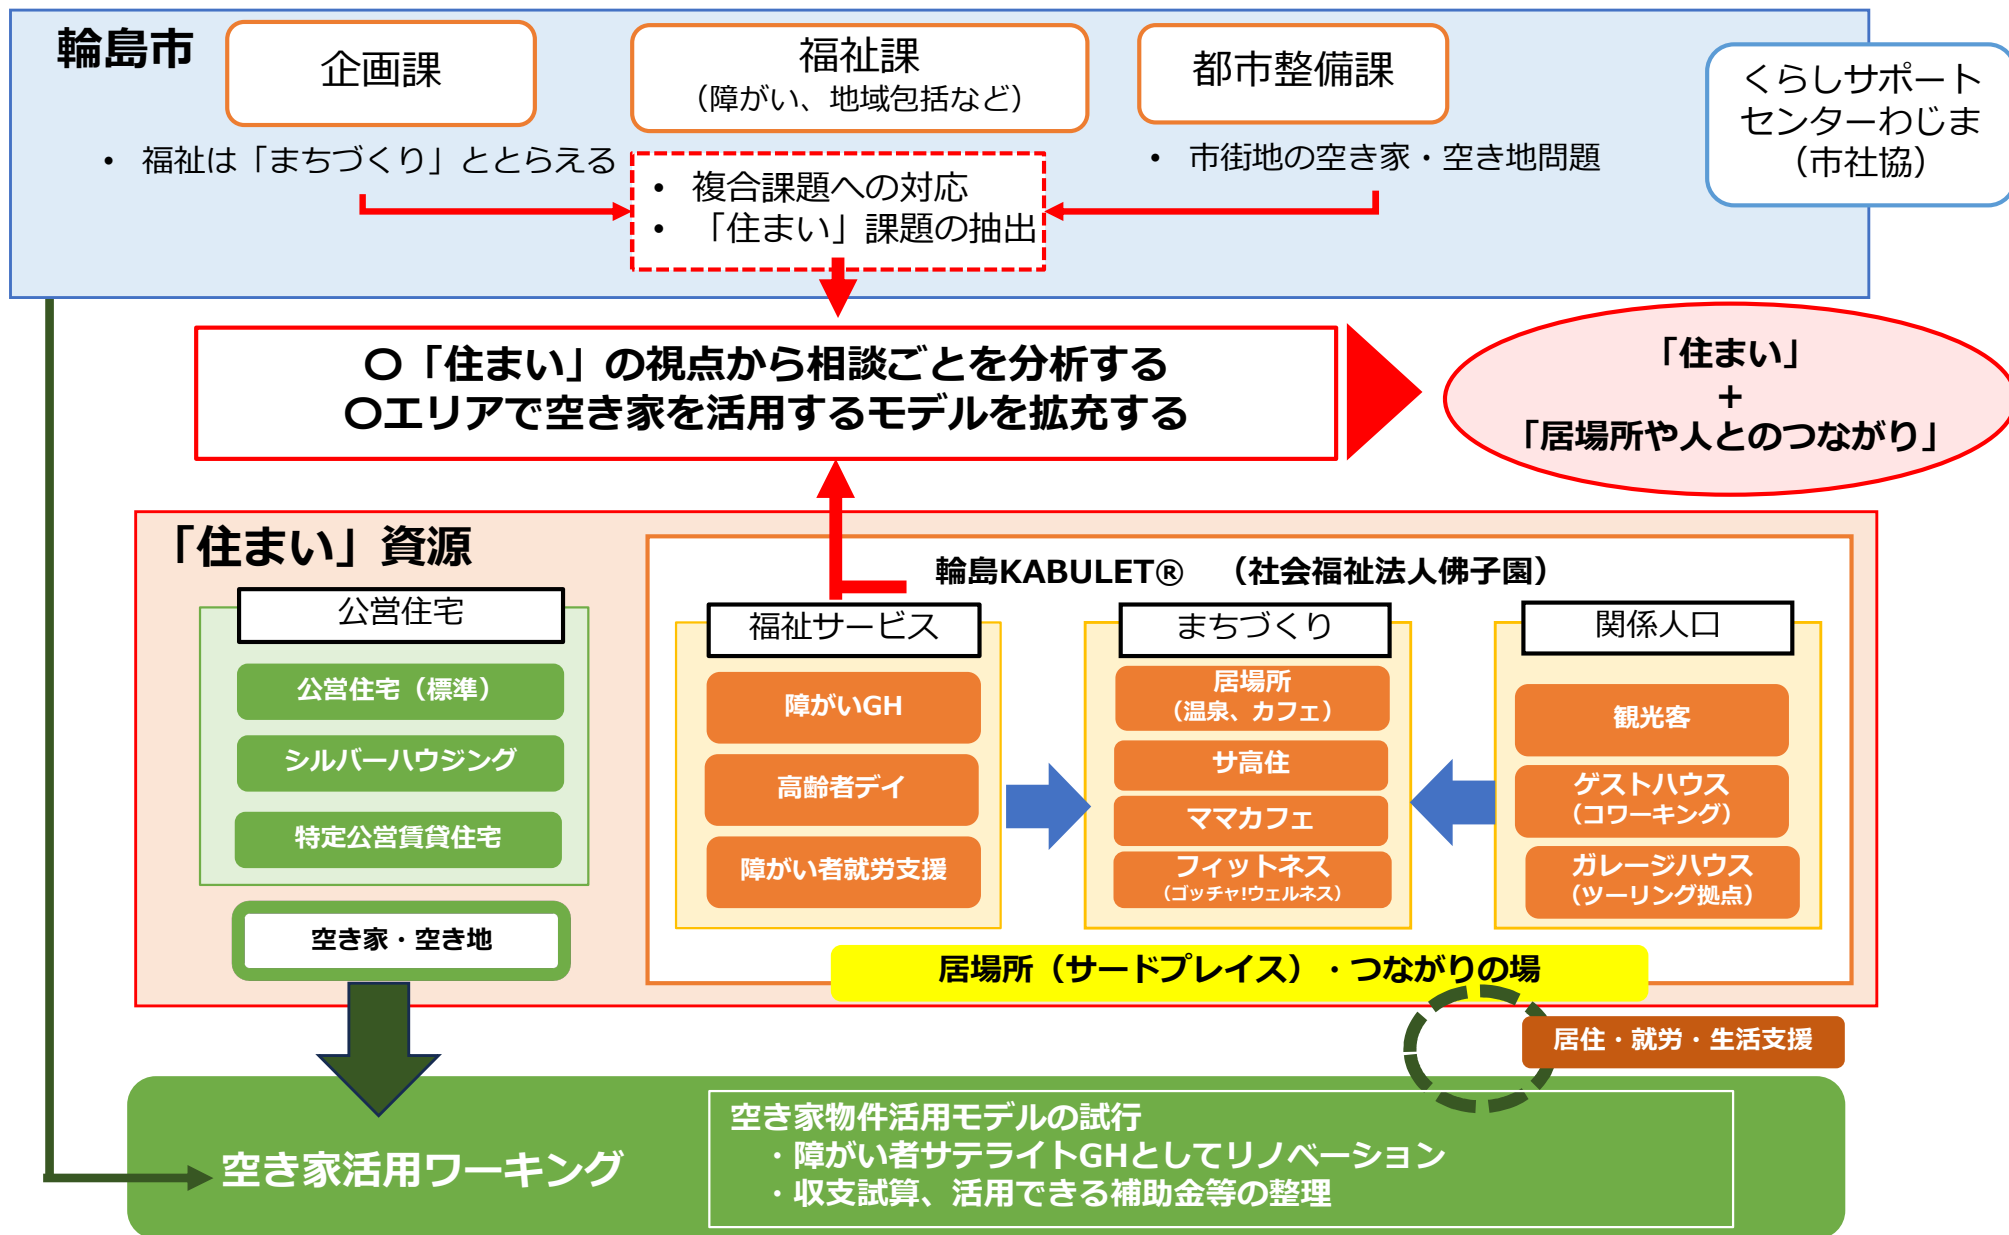 輪島市
企画課
福祉課
（障がい、地域包括など）
都市整備課
くらしサポート
センターわじま
（市社協）
• 福祉は「まちづくり」ととらえる
• 複合課題への対応
• 「住まい」課題の抽出
• 市街地の空き家・空き地問題
〇「住まい」の視点から相談ごとを分析する
〇エリアで空き家を活用するモデルを拡充する
「住まい」
+
「居場所や人とのつながり」
「住まい」資源
公営住宅
公営住宅（標準）
シルバーハウジング
特定公営賃貸住宅
空き家・空き地
輪島KABULET®　（社会福祉法人佛子園）
福祉サービス
障がいGH
高齢者デイ
障がい者就労支援
まちづくり
居場所
（温泉、カフェ）
サ高住
ママカフェ
フィットネス
（ゴッチャ!ウェルネス）
関係人口
観光客
ゲストハウス
（コワーキング）
ガレージハウス
（ツーリング拠点）
居場所（サードプレイス）・つながりの場
居住・就労・生活支援
空き家活用ワーキング
空き家物件活用モデルの試行
・障がい者サテライトGHとしてリノベーション
・収支試算、活用できる補助金等の整理